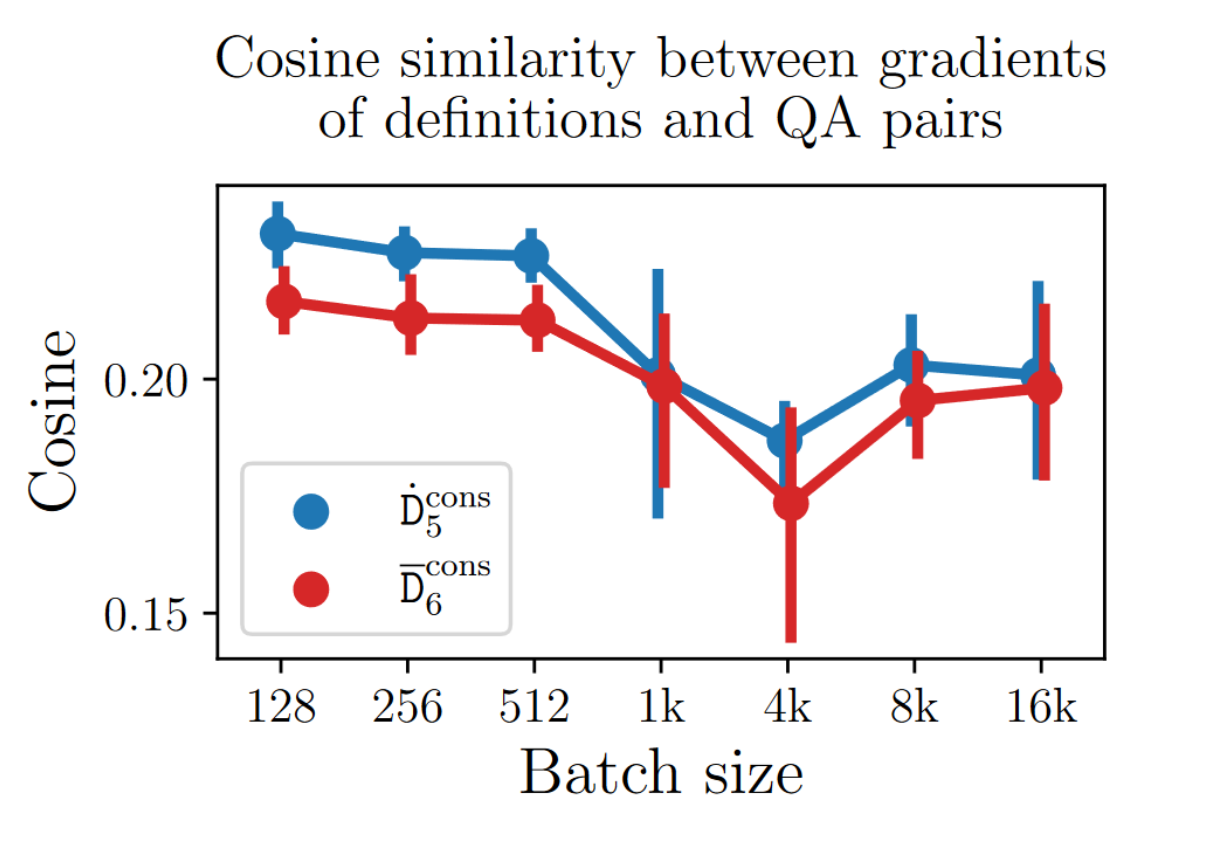 Cosine similarity between gradients
of definitions and QA pairs
Cosine
0.20
0.15
Ḋ₅ᶜᵒⁿˢ
D̅₆ᶜᵒⁿˢ
128 256 512 1k 4k 8k 16k
Batch size